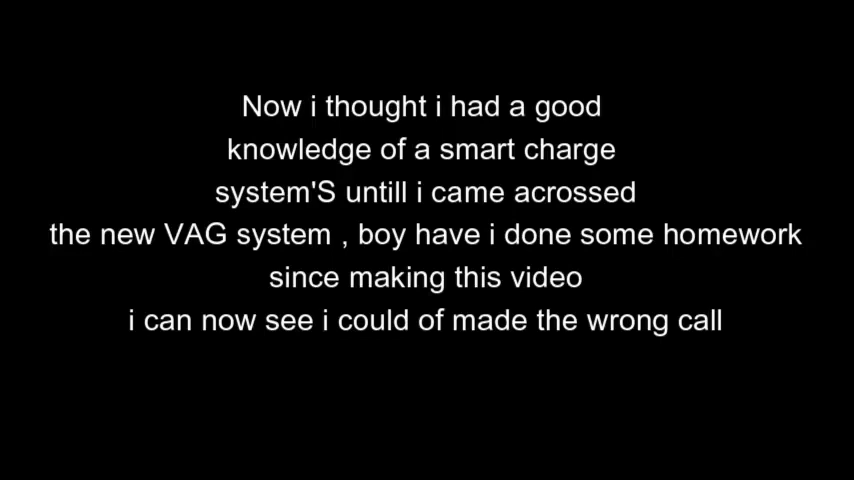 Now i thought i had a good
knowledge of a smart charge
system'S untill i came acrossed
the new VAG system , boy have i done some homework
since making this video
i can now see i could of made the wrong call